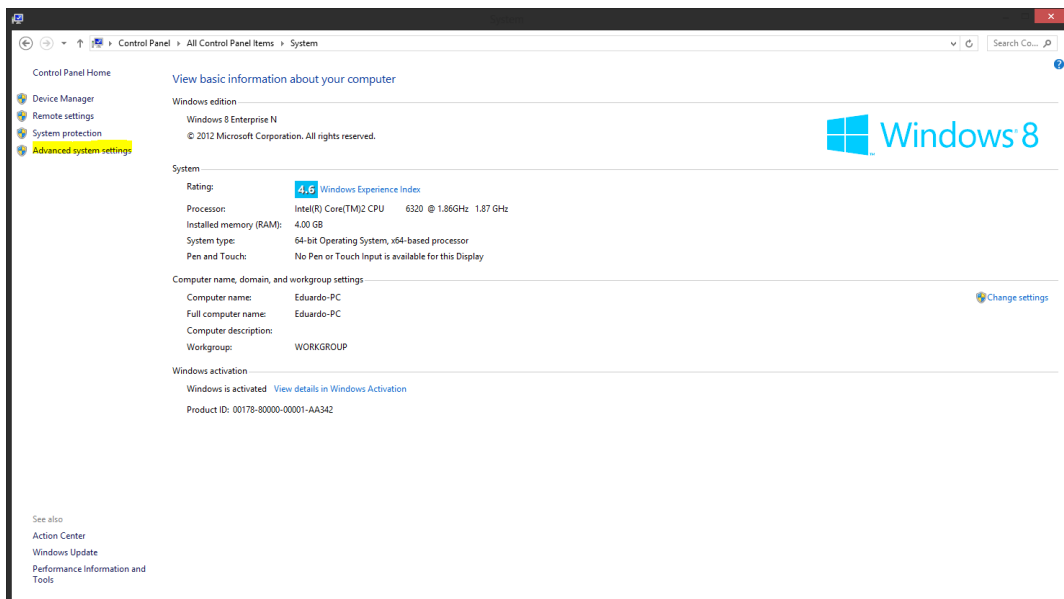 Control Panel All Control Panel Items System
Search Co...
Control Panel Home
Device Manager
Remote settings
System protection
Advanced system settings
View basic information about your computer
Windows edition
Windows 8 Enterprise N
© 2012 Microsoft Corporation. All rights reserved.
Windows 8
System
Rating: 4.6 Windows Experience Index
Processor: Intel(R) Core(TM)2 CPU 6320 @ 1.86GHz 1.87 GHz
Installed memory (RAM): 4.00 GB
System type: 64-bit Operating System, x64-based processor
Pen and Touch: No Pen or Touch Input is available for this Display
Computer name, domain, and workgroup settings
Computer name: Eduardo-PC Change settings
Full computer name: Eduardo-PC
Computer description:
Workgroup: WORKGROUP
Windows activation
Windows is activated View details in Windows Activation
Product ID: 00178-80000-00001-AA342
See also
Action Center
Windows Update
Performance Information and
Tools